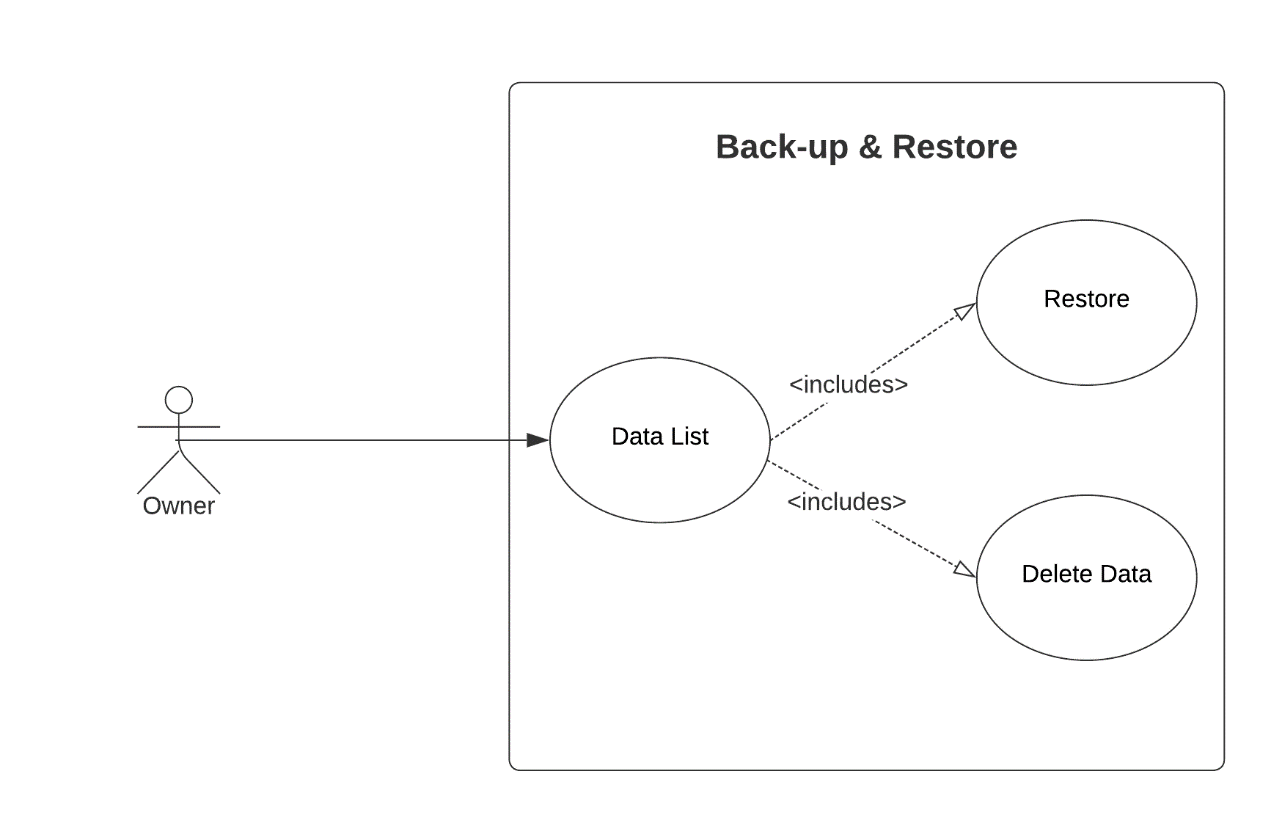 Back-up & Restore
Restore
<includes>
Data List
<includes>
Owner
Delete Data